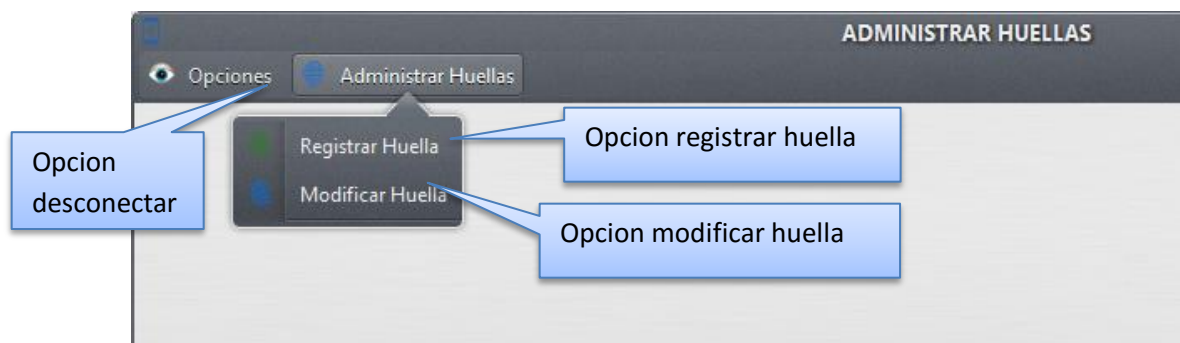 ADMINISTRAR HUELLAS
Opciones
Administrar Huellas
Opcion
desconectar
Registrar Huella
Modificar Huella
Opcion registrar huella
Opcion modificar huella